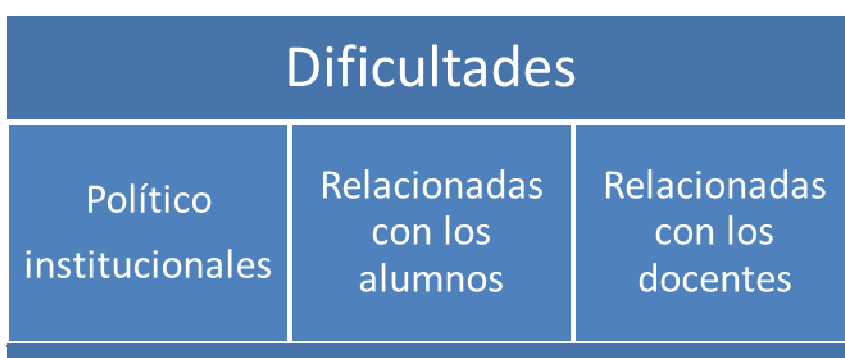 Dificultades
Político
institucionales
Relacionadas
con los
alumnos
Relacionadas
con los
docentes